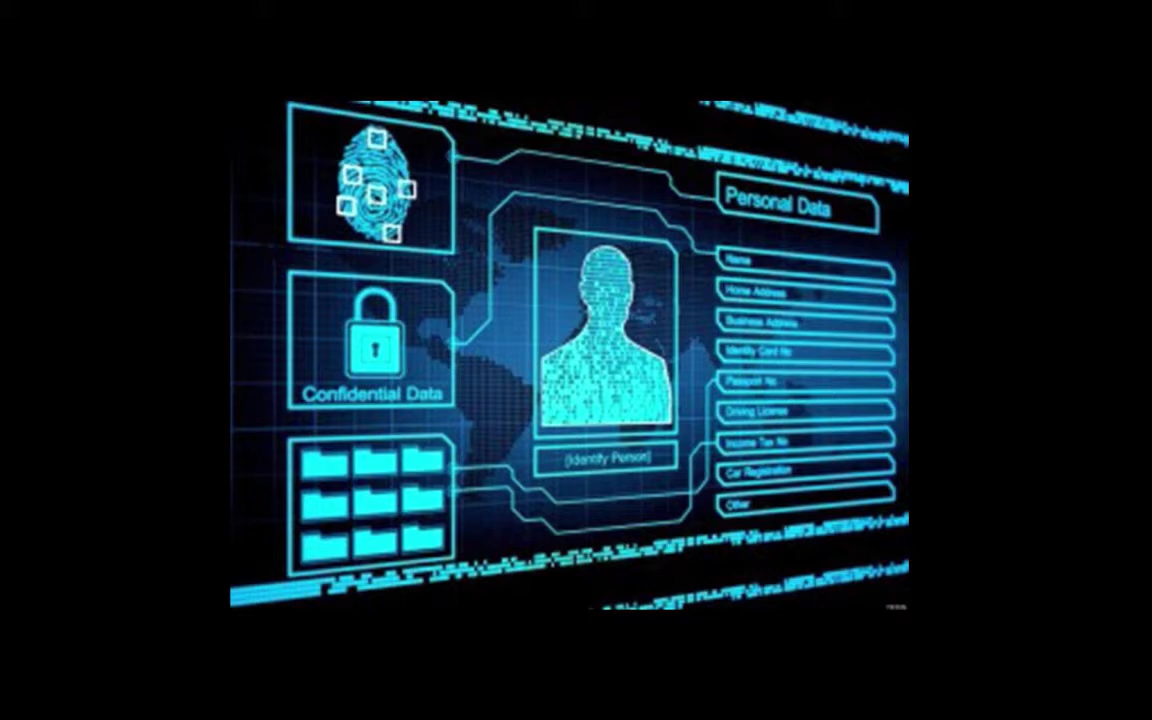 Personal Data
Name
Home Address
Business Address
Identity Card No
Passport No.
Driving License
Income Tax No
Car Registration
Other
Confidential Data
[Identity Person]